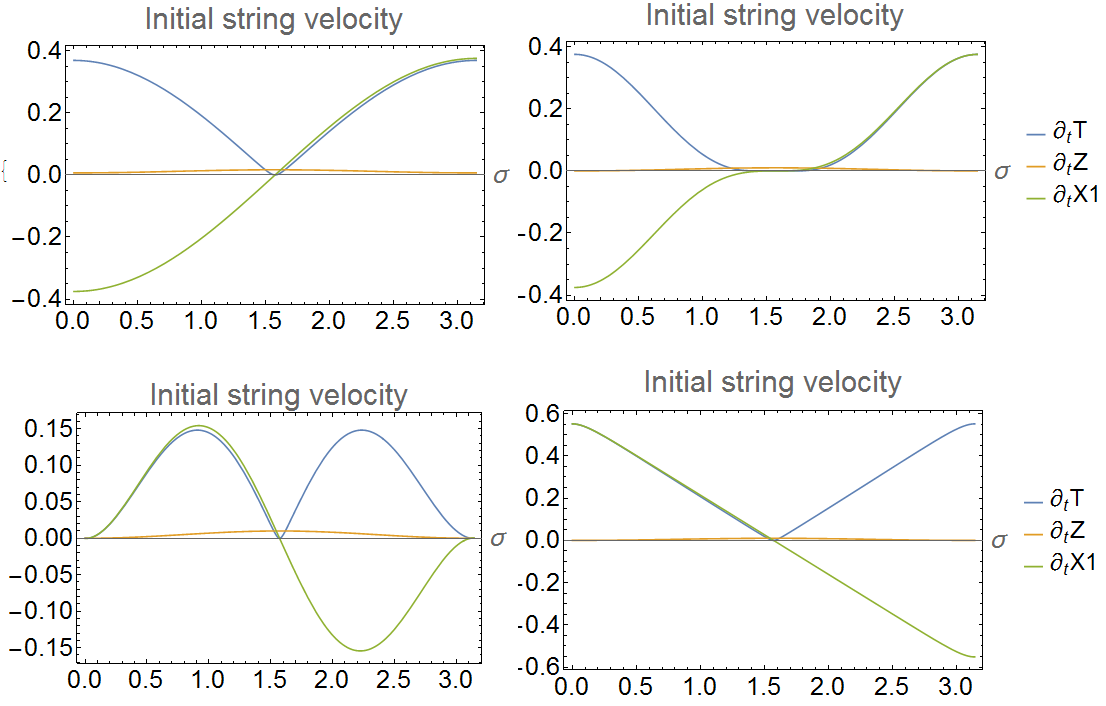 Initial string velocity
0.4
0.2
0.0
−0.2
−0.4
{
σ
0.0 0.5 1.0 1.5 2.0 2.5 3.0
Initial string velocity
0.4
0.2
0.0
-0.2
-0.4
σ
0.0 0.5 1.0 1.5 2.0 2.5 3.0
∂tT
∂tZ
∂tX1
Initial string velocity
0.15
0.10
0.05
0.00
−0.05
−0.10
−0.15
σ
0.0 0.5 1.0 1.5 2.0 2.5 3.0
Initial string velocity
0.6
0.4
0.2
0.0
-0.2
-0.4
-0.6
σ
0.0 0.5 1.0 1.5 2.0 2.5 3.0
∂tT
∂tZ
∂tX1